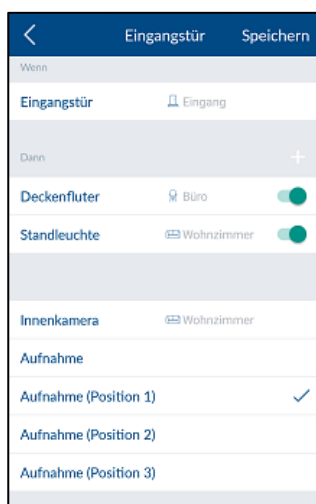 Eingangstür Speichern
Wenn
Eingangstür Eingang
Dann
Deckenfluter Büro
Standleuchte Wohnzimmer
Innenkamera Wohnzimmer
Aufnahme
Aufnahme (Position 1)
Aufnahme (Position 2)
Aufnahme (Position 3)